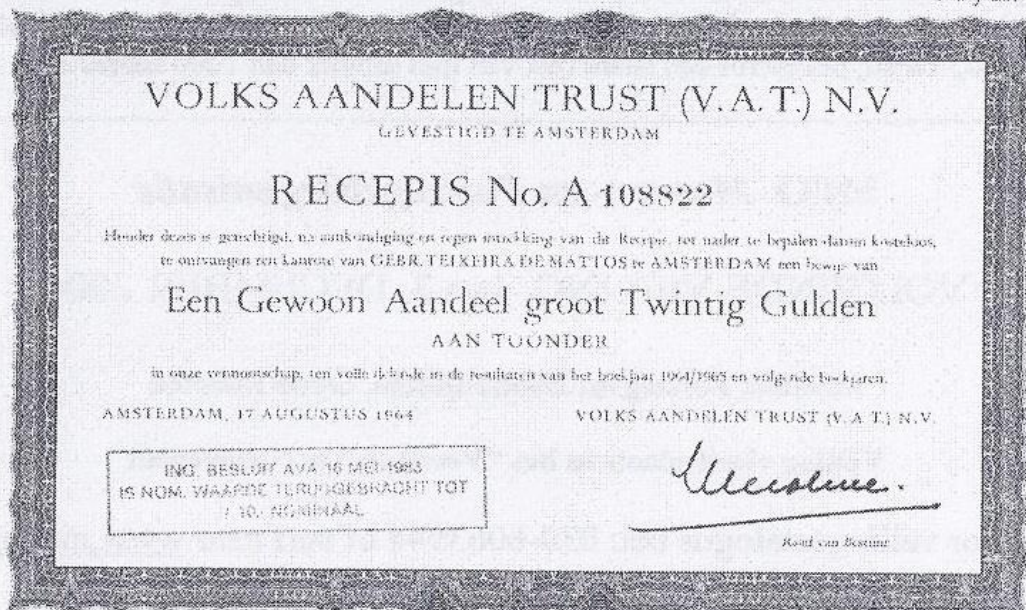 VOLKS AANDELEN TRUST (V.A.T.) N.V.
GEVESTIGD TE AMSTERDAM
RECEPIS No. A 108822
Houder dezes is gerechtigd, na aankondiging en tegen intrekking van dit Recepis, tot nader te bepalen datum kosteloos,
te ontvangen ten kantore van GEBR. TEIXEIRA DE MATTOS te AMSTERDAM een bewijs van
Een Gewoon Aandeel groot Twintig Gulden
AAN TOONDER
in onze vennootschap, ten volle delende in de resultaten van het boekjaar 1964/1965 en volgende boekjaren.
AMSTERDAM, 17 AUGUSTUS 1964
VOLKS AANDELEN TRUST (V.A.T.) N.V.
ING. BESLUIT AVA 16 MEI 1983
IS NOM. WAARDE TERUGGEBRACHT TOT
10. NOMINAAL
Raad van Bestuur